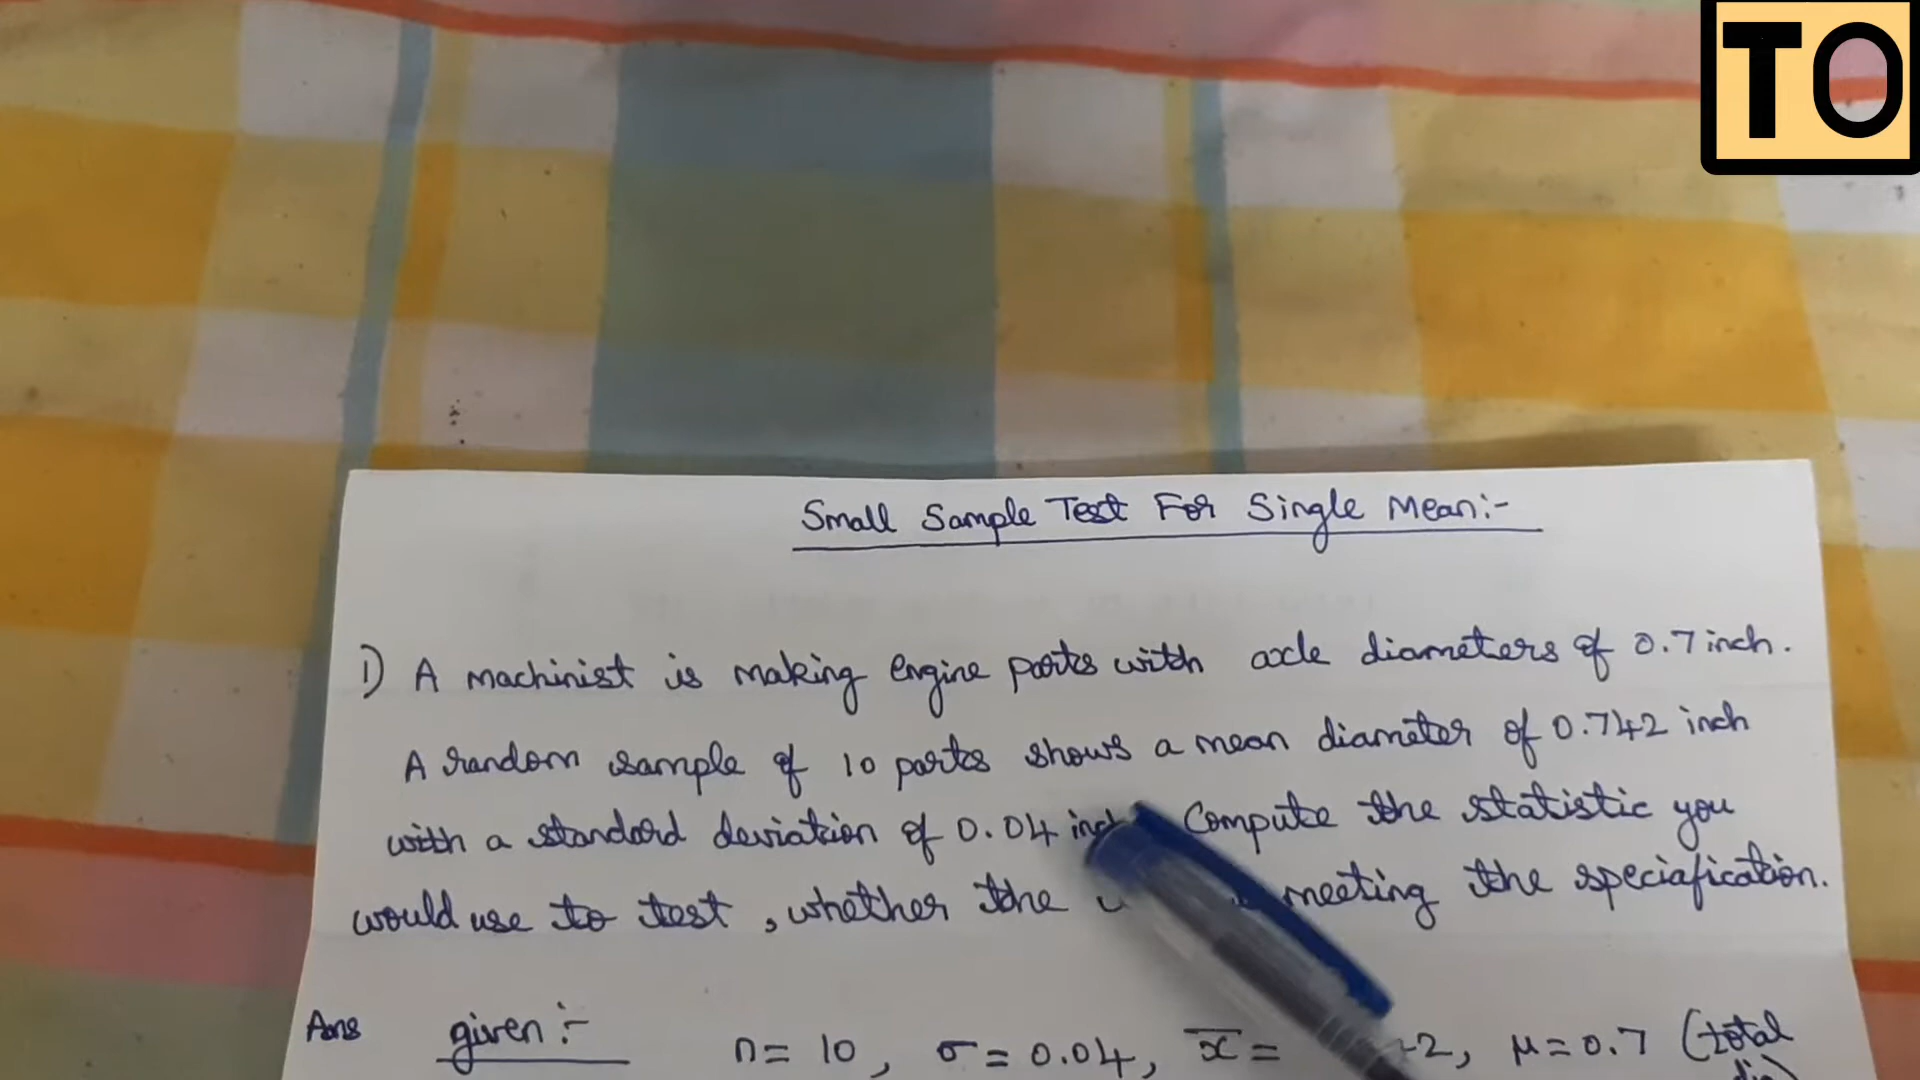 TO
Small Sample Test For Single Mean:-
1) A machinist is making engine parts with axle diameters of 0.7 inch.
A random sample of 10 parts shows a mean diameter of 0.742 inch
with a standard deviation of 0.04 Compute the statistic you
would use to test, whether the meeting the speciafication.
Ans given:- n= 10, σ = 0.04, x̄ = 2, μ=0.7 (total